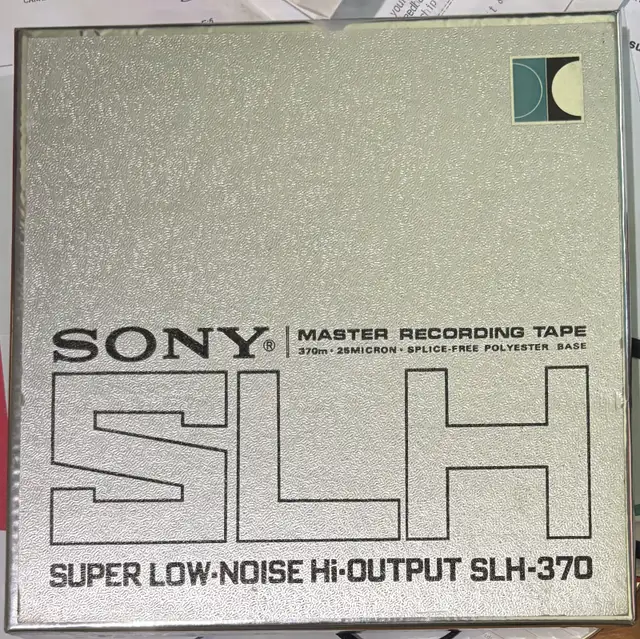 SONY® MASTER RECORDING TAPE
370m · 25MICRON · SPLICE-FREE POLYESTER BASE
SLH
SUPER LOW-NOISE Hi-OUTPUT SLH-370